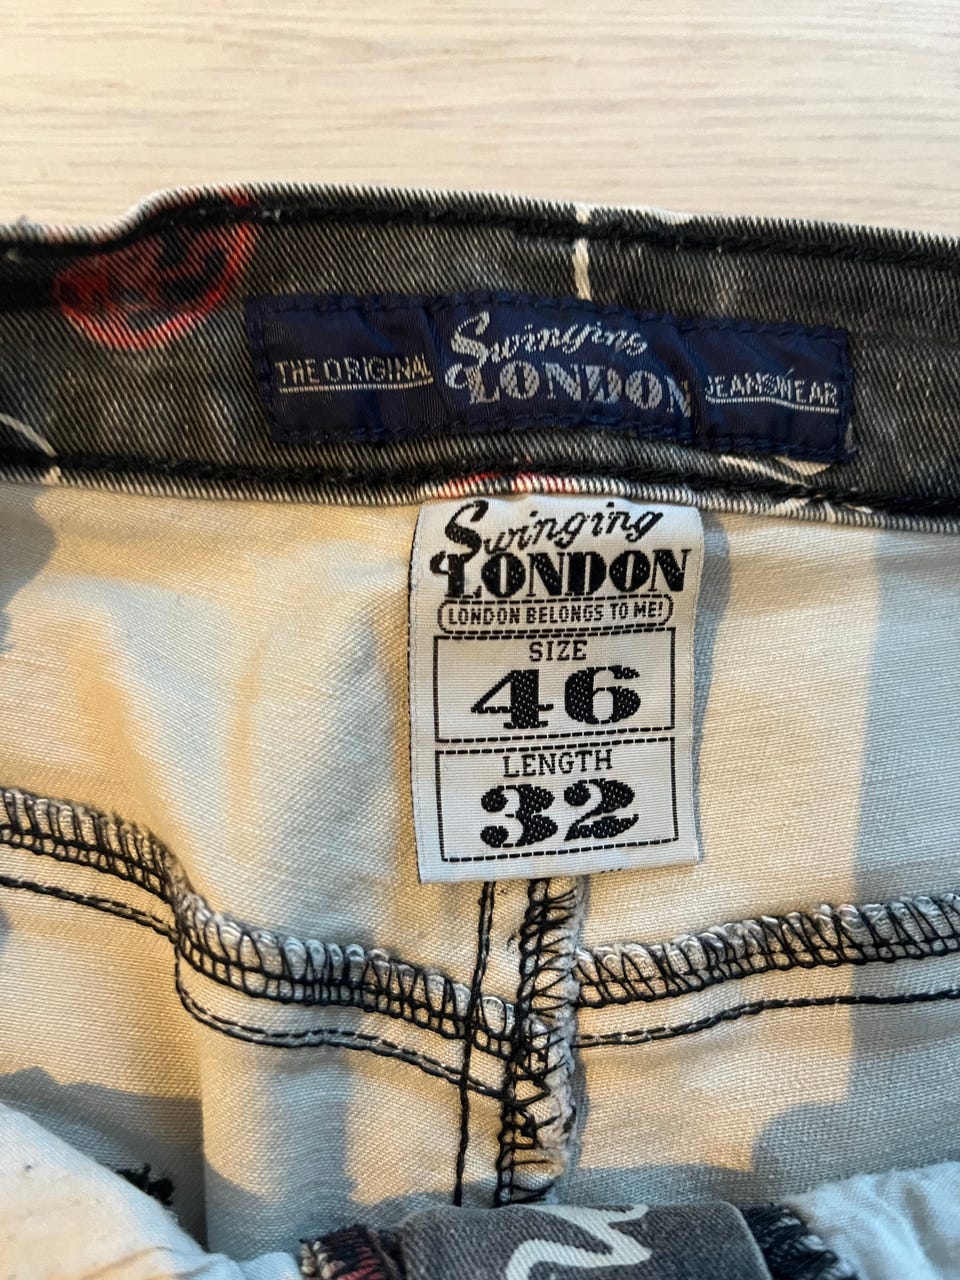 THE ORIGINAL Swinging LONDON JEANSWEAR
Swinging
LONDON
LONDON BELONGS TO ME!
SIZE
46
LENGTH
32